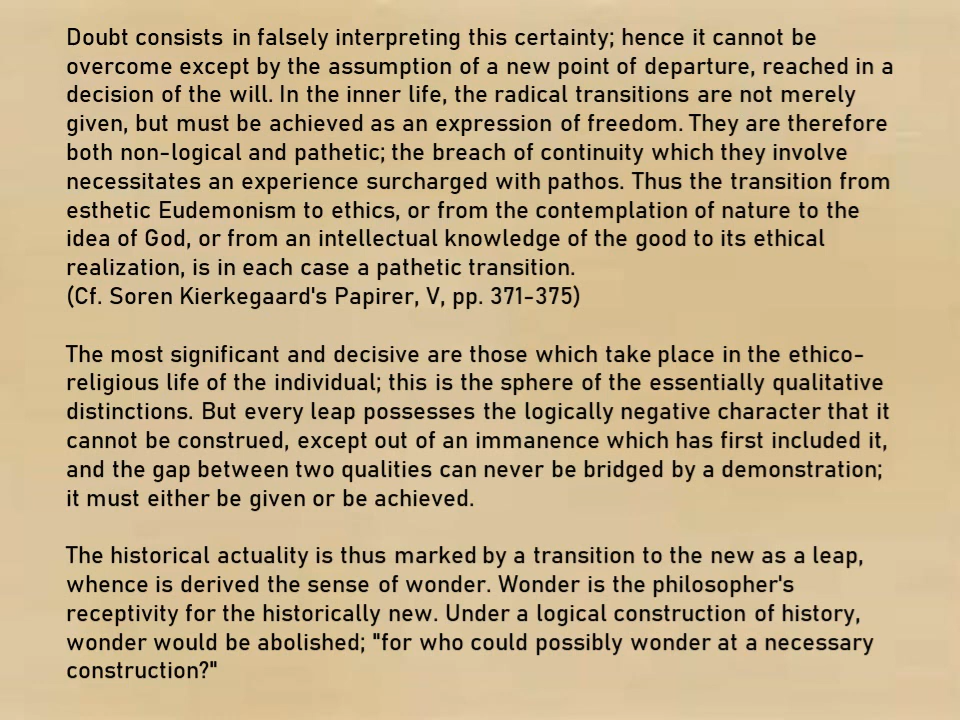 Doubt consists in falsely interpreting this certainty; hence it cannot be
overcome except by the assumption of a new point of departure, reached in a
decision of the will. In the inner life, the radical transitions are not merely
given, but must be achieved as an expression of freedom. They are therefore
both non-logical and pathetic; the breach of continuity which they involve
necessitates an experience surcharged with pathos. Thus the transition from
esthetic Eudemonism to ethics, or from the contemplation of nature to the
idea of God, or from an intellectual knowledge of the good to its ethical
realization, is in each case a pathetic transition.
(Cf. Soren Kierkegaard's Papirer, V, pp. 371-375)

The most significant and decisive are those which take place in the ethico-
religious life of the individual; this is the sphere of the essentially qualitative
distinctions. But every leap possesses the logically negative character that it
cannot be construed, except out of an immanence which has first included it,
and the gap between two qualities can never be bridged by a demonstration;
it must either be given or be achieved.

The historical actuality is thus marked by a transition to the new as a leap,
whence is derived the sense of wonder. Wonder is the philosopher's
receptivity for the historically new. Under a logical construction of history,
wonder would be abolished; "for who could possibly wonder at a necessary
construction?"